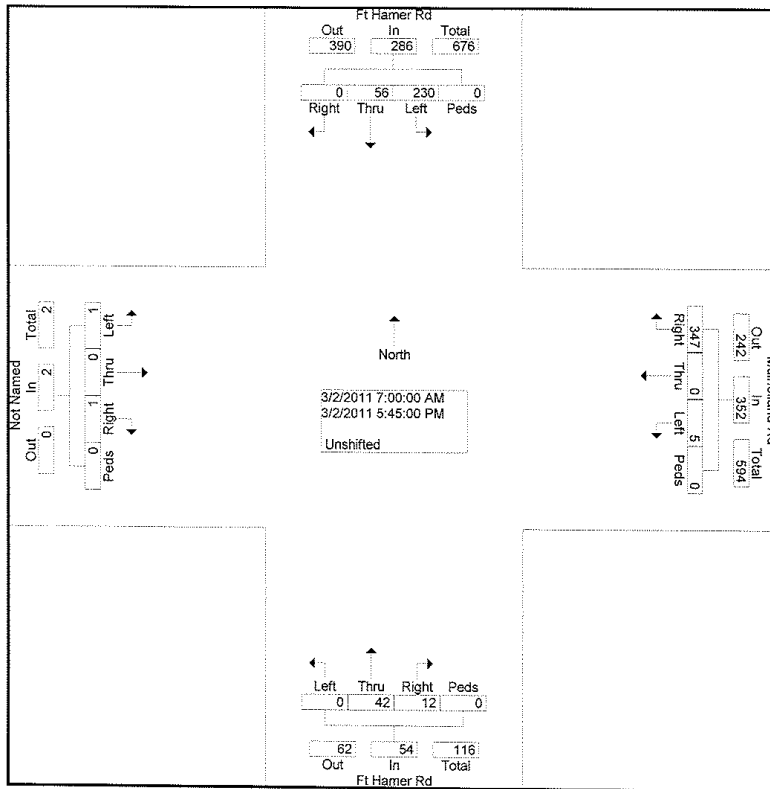 Ft Hamer Rd
Out In Total
390 286 676
0 56 230 0
Right Thru Left Peds
Not Named
Out In Total
0 2 2
Left Thru Right Peds
1 0 1 0
North
3/2/2011 7:00:00 AM
3/2/2011 5:45:00 PM
Unshifted
Right Thru Left Peds
347 0 5 0
Out In Total
242 352 594
Rd
Left Thru Right Peds
0 42 12 0
62 54 116
Out In Total
Ft Hamer Rd